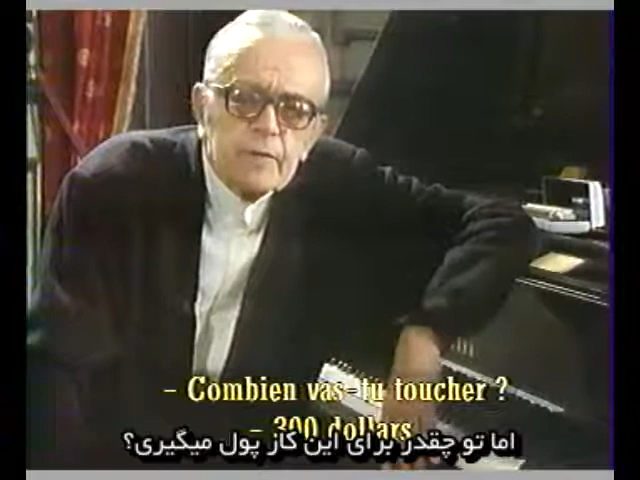 - Combien vas-tu toucher ?
- 300 dollars.
اما تو چقدر برای این کار پول میگیری؟